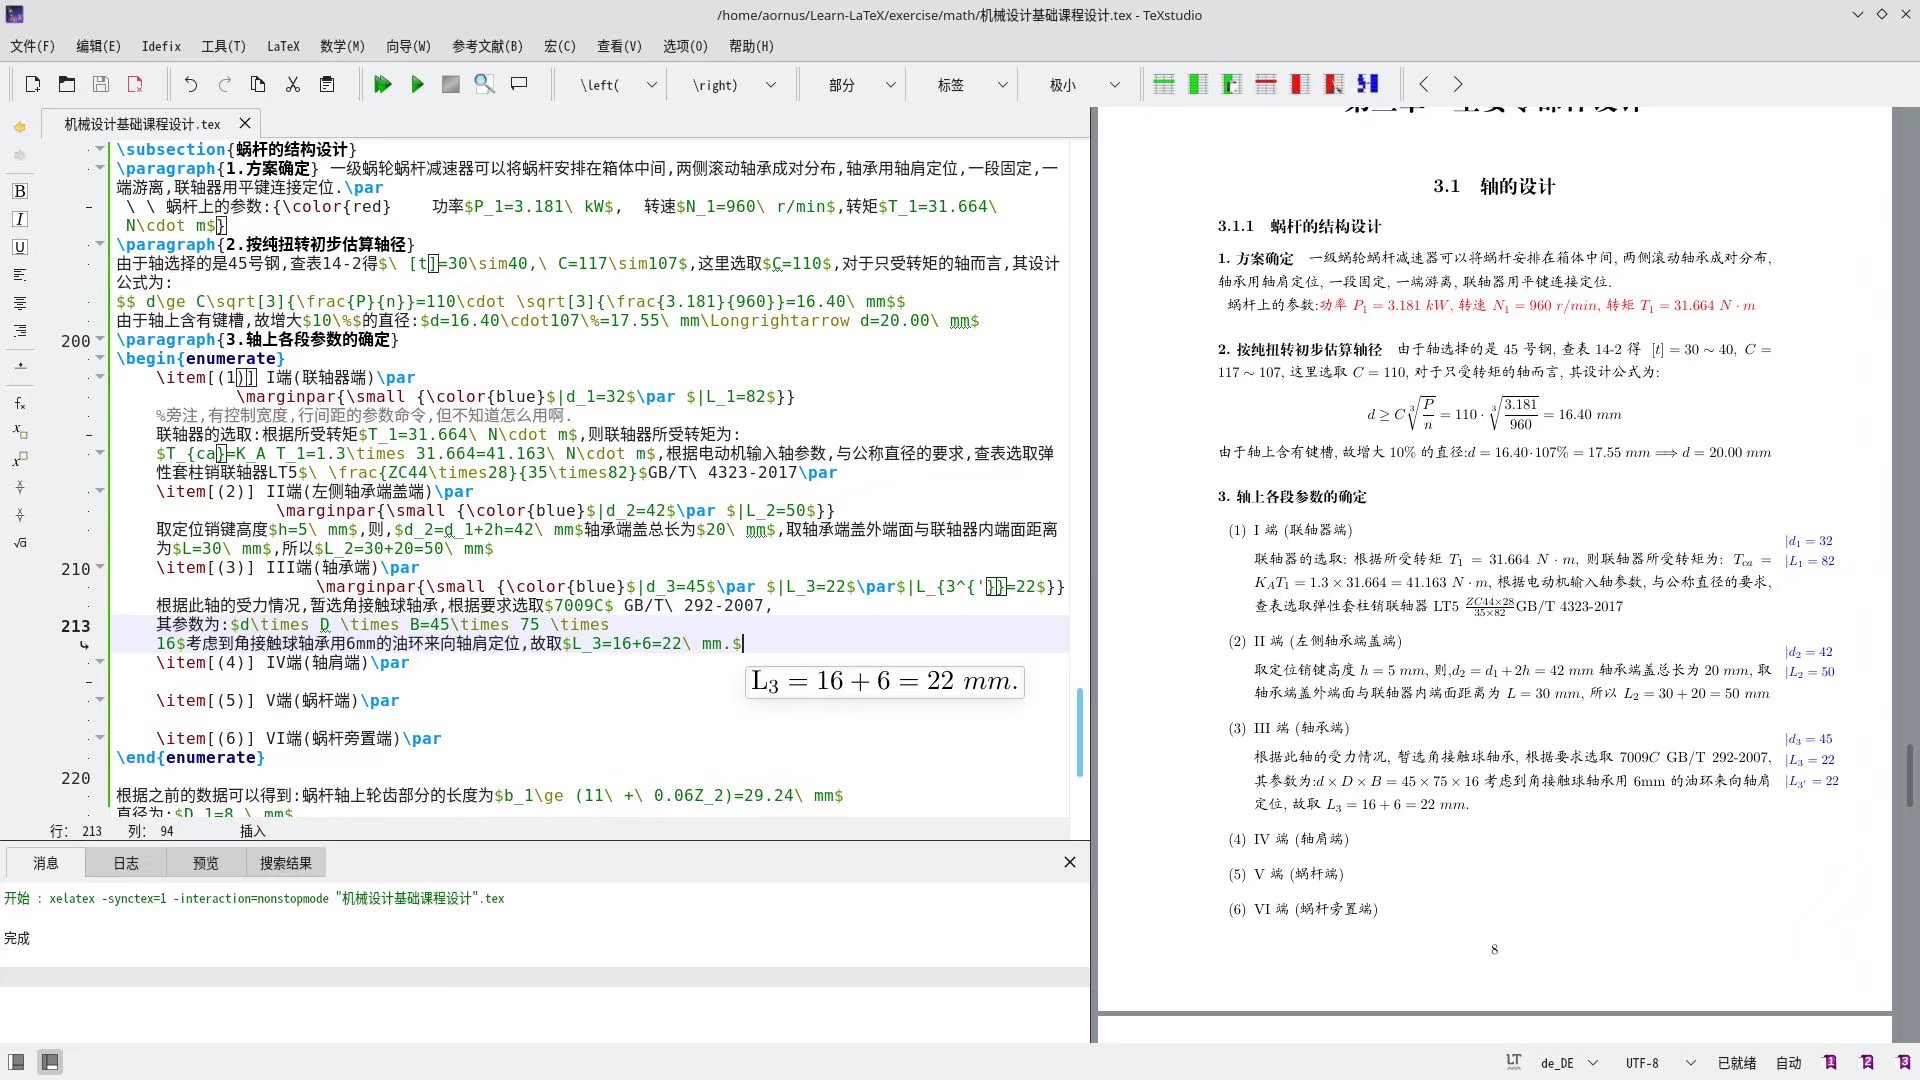 /home/aornus/Learn-LaTeX/exercise/math/机械设计基础课程设计.tex - TeXstudio
文件(F) 编辑(E) Idefix 工具(T) LaTeX 数学(M) 向导(W) 参考文献(B) 宏(C) 查看(V) 选项(O) 帮助(H)
\left( \right) 部分 标签 极小
机械设计基础课程设计.tex
\subsection{蜗杆的结构设计}
\paragraph{1.方案确定} 一级蜗轮蜗杆减速器可以将蜗杆安排在箱体中间,两侧滚动轴承成对分布,轴承用轴肩定位,一段固定,一
端游离,联轴器用平键连接定位.\par
\ \ 蜗杆上的参数:{\color{red} 功率$P_1=3.181\ kW$, 转速$N_1=960\ r/min$,转矩$T_1=31.664\
N\cdot m$}
\paragraph{2.按纯扭转初步估算轴径}
由于轴选择的是45号钢,查表14-2得$\ [t]=30\sim40,\ C=117\sim107$,这里选取$C=110$,对于只受转矩的轴而言,其设计
公式为:
$$ d\ge C\sqrt[3]{\frac{P}{n}}=110\cdot \sqrt[3]{\frac{3.181}{960}}=16.40\ mm$$
由于轴上含有键槽,故增大$10\%$的直径:$d=16.40\cdot107\%=17.55\ mm\Longrightarrow d=20.00\ mm$
200 \paragraph{3.轴上各段参数的确定}
\begin{enumerate}
\item[(1)] I端(联轴器端)\par
\marginpar{\small {\color{blue}$|d_1=32$\par $|L_1=82$}}
%旁注,有控制宽度,行间距的参数命令,但不知道怎么用啊.
联轴器的选取:根据所受转矩$T_1=31.664\ N\cdot m$,则联轴器所受转矩为:
$T_{ca}=K_A T_1=1.3\times 31.664=41.163\ N\cdot m$,根据电动机输入轴参数,与公称直径的要求,查表选取弹
性套柱销联轴器LT5$\ \frac{ZC44\times28}{35\times82}$GB/T\ 4323-2017\par
\item[(2)] II端(左侧轴承端盖端)\par
\marginpar{\small {\color{blue}$|d_2=42$\par $|L_2=50$}}
取定位销键高度$h=5\ mm$,则,$d_2=d_1+2h=42\ mm$轴承端盖总长为$20\ mm$,取轴承端盖外端面与联轴器内端面距离
为$L=30\ mm$,所以$L_2=30+20=50\ mm$
210 \item[(3)] III端(轴承端)\par
\marginpar{\small {\color{blue}$|d_3=45$\par $|L_3=22$\par$|L_{3^{'}}=22$}}
根据此轴的受力情况,暂选角接触球轴承,根据要求选取$7009C$ GB/T\ 292-2007,
213 其参数为:$d\times D \times B=45\times 75 \times
16$考虑到角接触球轴承用6mm的油环来向轴肩定位,故取$L_3=16+6=22\ mm.$
\item[(4)] IV端(轴肩端)\par
L₃ = 16 + 6 = 22 mm.
\item[(5)] V端(蜗杆端)\par
\item[(6)] VI端(蜗杆旁置端)\par
\end{enumerate}
220
根据之前的数据可以得到:蜗杆轴上轮齿部分的长度为$b_1\ge (11\ +\ 0.06Z_2)=29.24\ mm$
直径为:$D_1=8 \ mm$
行: 213 列: 94 插入
消息 日志 预览 搜索结果
开始 : xelatex -synctex=1 -interaction=nonstopmode "机械设计基础课程设计".tex
完成
3.1 轴的设计
3.1.1 蜗杆的结构设计
1. 方案确定 一级蜗轮蜗杆减速器可以将蜗杆安排在箱体中间, 两侧滚动轴承成对分布,
轴承用轴肩定位, 一段固定, 一端游离, 联轴器用平键连接定位.
蜗杆上的参数:功率 P₁ = 3.181 kW, 转速 N₁ = 960 r/min, 转矩 T₁ = 31.664 N · m
2. 按纯扭转初步估算轴径 由于轴选择的是 45 号钢, 查表 14-2 得 [t] = 30 ∼ 40, C =
117 ∼ 107, 这里选取 C = 110, 对于只受转矩的轴而言, 其设计公式为:
d ≥ C ∛(P/n) = 110 · ∛(3.181/960) = 16.40 mm
由于轴上含有键槽, 故增大 10% 的直径:d = 16.40·107% = 17.55 mm ⟹ d = 20.00 mm
3. 轴上各段参数的确定
(1) I 端 (联轴器端)
|d₁ = 32
联轴器的选取: 根据所受转矩 T₁ = 31.664 N · m, 则联轴器所受转矩为: T_ca =
|L₁ = 82
K_AT₁ = 1.3 × 31.664 = 41.163 N · m, 根据电动机输入轴参数, 与公称直径的要求,
查表选取弹性套柱销联轴器 LT5 ZC44×28/35×82 GB/T 4323-2017
(2) II 端 (左侧轴承端盖端)
|d₂ = 42
取定位销键高度 h = 5 mm, 则,d₂ = d₁ + 2h = 42 mm 轴承端盖总长为 20 mm, 取
|L₂ = 50
轴承端盖外端面与联轴器内端面距离为 L = 30 mm, 所以 L₂ = 30 + 20 = 50 mm
(3) III 端 (轴承端)
|d₃ = 45
根据此轴的受力情况, 暂选角接触球轴承, 根据要求选取 7009C GB/T 292-2007,
|L₃ = 22
其参数为:d × D × B = 45 × 75 × 16 考虑到角接触球轴承用 6mm 的油环来向轴肩
|L₃′ = 22
定位, 故取 L₃ = 16 + 6 = 22 mm.
(4) IV 端 (轴肩端)
(5) V 端 (蜗杆端)
(6) VI 端 (蜗杆旁置端)
8
LT de_DE UTF-8 已就绪 自动 1 2 3